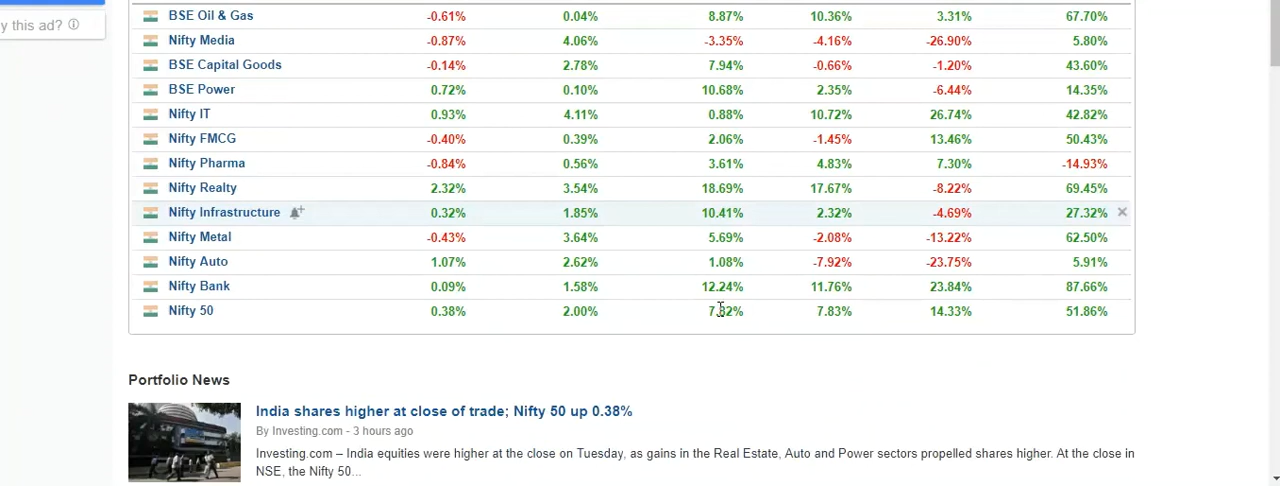 y this ad? ⓘ
BSE Oil & Gas -0.61% 0.04% 8.87% 10.36% 3.31% 67.70%
Nifty Media -0.87% 4.06% -3.35% -4.16% -26.90% 5.80%
BSE Capital Goods -0.14% 2.78% 7.94% -0.66% -1.20% 43.60%
BSE Power 0.72% 0.10% 10.68% 2.35% -6.44% 14.35%
Nifty IT 0.93% 4.11% 0.88% 10.72% 26.74% 42.82%
Nifty FMCG -0.40% 0.39% 2.06% -1.45% 13.46% 50.43%
Nifty Pharma -0.84% 0.56% 3.61% 4.83% 7.30% -14.93%
Nifty Realty 2.32% 3.54% 18.69% 17.67% -8.22% 69.45%
Nifty Infrastructure 0.32% 1.85% 10.41% 2.32% -4.69% 27.32%
Nifty Metal -0.43% 3.64% 5.69% -2.08% -13.22% 62.50%
Nifty Auto 1.07% 2.62% 1.08% -7.92% -23.75% 5.91%
Nifty Bank 0.09% 1.58% 12.24% 11.76% 23.84% 87.66%
Nifty 50 0.38% 2.00% 7.83% 14.33% 51.86%
Portfolio News
India shares higher at close of trade; Nifty 50 up 0.38%
By Investing.com - 3 hours ago
Investing.com – India equities were higher at the close on Tuesday, as gains in the Real Estate, Auto and Power sectors propelled shares higher. At the close in
NSE, the Nifty 50...